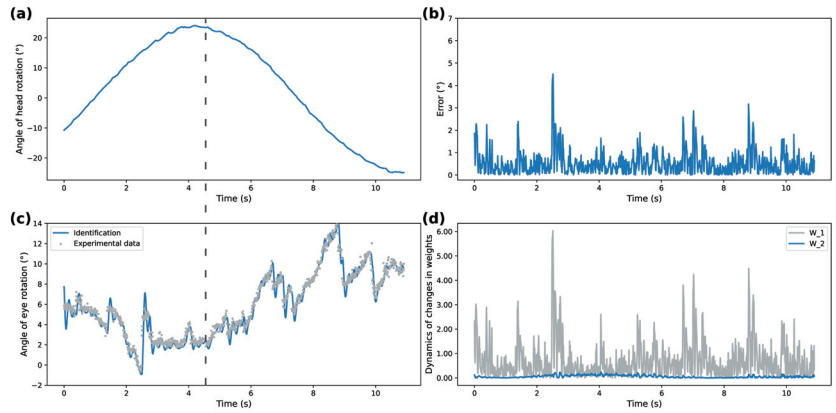 (a)
Angle of head rotation (°)
20
10
0
−10
−20
0 2 4 6 8 10
Time (s)
(b)
Error (°)
7
6
5
4
3
2
1
0
0 2 4 6 8 10
Time (s)
(c)
Angle of eye rotation (°)
14
12
10
8
6
4
2
0
−2
Identification
Experimental data
0 2 4 6 8 10
Time (s)
(d)
Dynamics of changes in weights
6.00
5.00
4.00
3.00
2.00
1.00
0.00
W_1
W_2
0 2 4 6 8 10
Time (s)